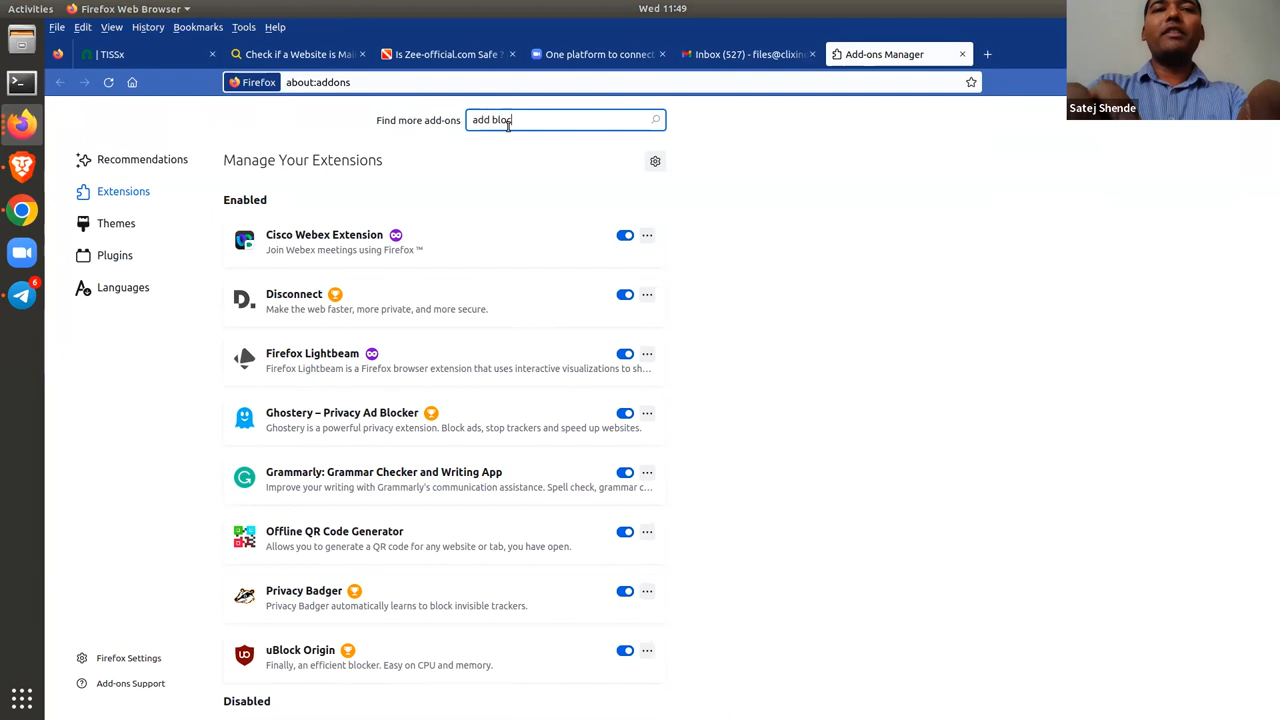 Activities Firefox Web Browser Wed 11:49
File Edit View History Bookmarks Tools Help
TISSx Check if a Website is Mali Is Zee-official.com Safe ? One platform to connect Inbox (527) - files@clixin Add-ons Manager
Firefox about:addons
Satej Shende
Find more add-ons add bloc
Recommendations
Extensions
Themes
Plugins
Languages
Manage Your Extensions
Enabled
Cisco Webex Extension
Join Webex meetings using Firefox ™
Disconnect
Make the web faster, more private, and more secure.
Firefox Lightbeam
Firefox Lightbeam is a Firefox browser extension that uses interactive visualizations to sh...
Ghostery – Privacy Ad Blocker
Ghostery is a powerful privacy extension. Block ads, stop trackers and speed up websites.
Grammarly: Grammar Checker and Writing App
Improve your writing with Grammarly's communication assistance. Spell check, grammar c...
Offline QR Code Generator
Allows you to generate a QR code for any website or tab, you have open.
Privacy Badger
Privacy Badger automatically learns to block invisible trackers.
uBlock Origin
Finally, an efficient blocker. Easy on CPU and memory.
Disabled
Firefox Settings
Add-ons Support
6